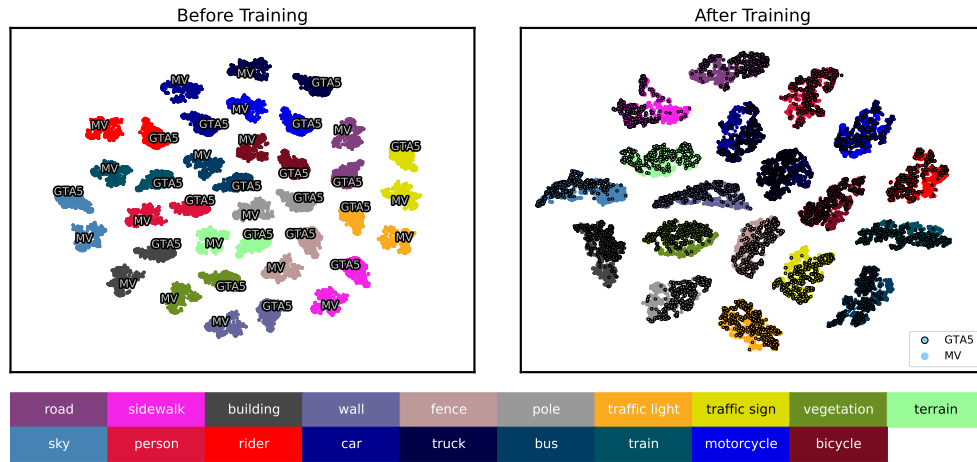 Before Training
MV
MV
GTA5
MV
MV
GTA5
GTA5
MV
GTA5
MV
GTA5
MV
MV
GTA5
GTA5
GTA5
GTA5
GTA5
MV
GTA5
GTA5
MV
MV
GTA5
MV
MV
MV
GTA5
MV
GTA5
GTA5
MV
GTA5
MV
GTA5
MV
MV
GTA5
MV
After Training
GTA5
MV
road sidewalk building wall fence pole traffic light traffic sign vegetation terrain
sky person rider car truck bus train motorcycle bicycle